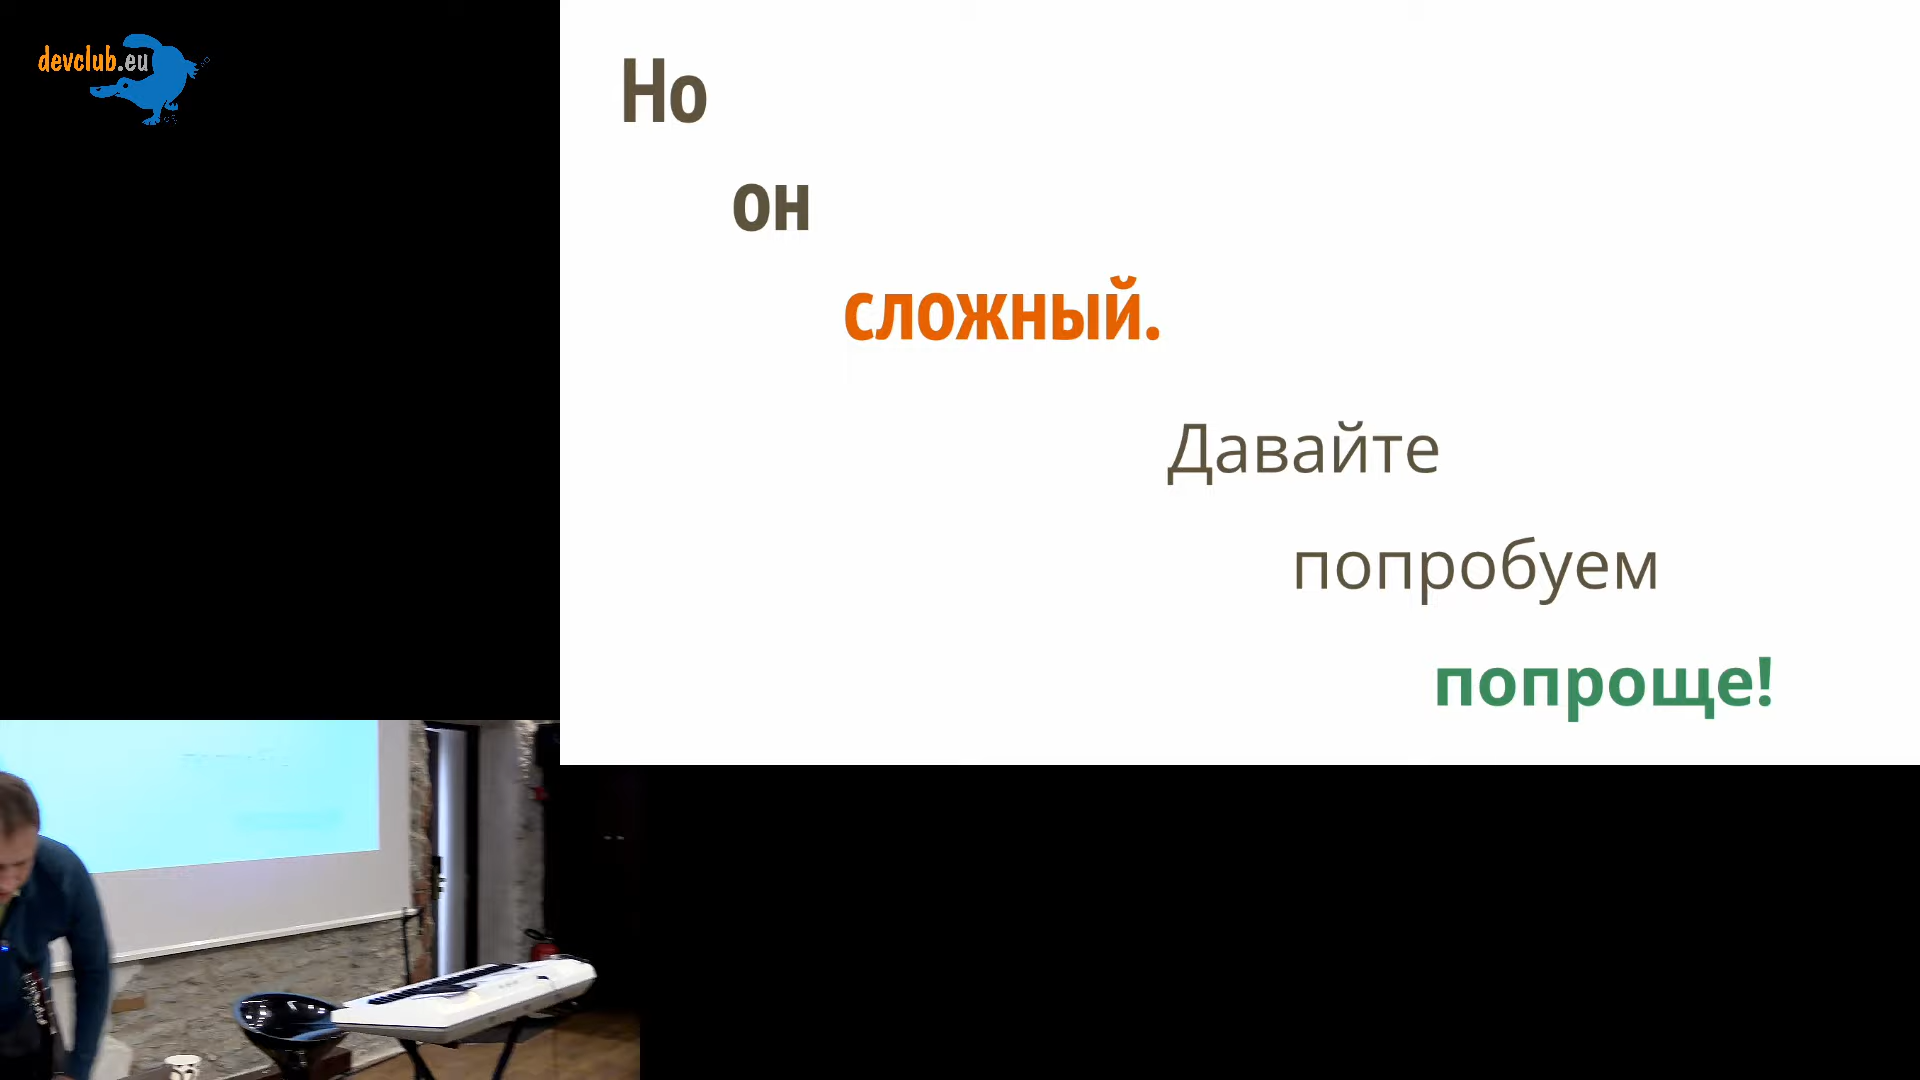 devclub.eu
Но
он
сложный.
Давайте
попробуем
попроще!